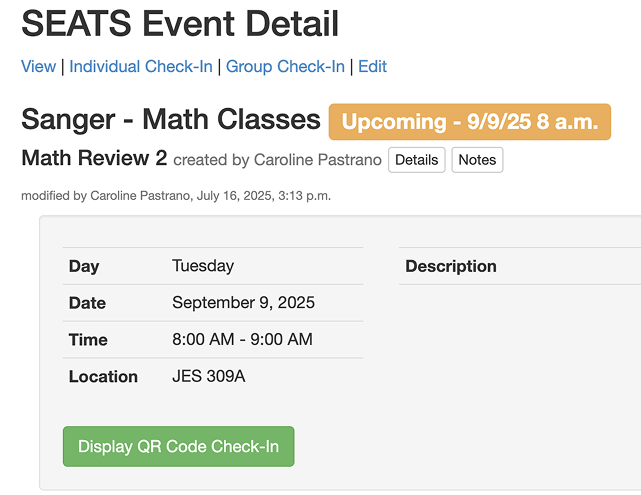 SEATS Event Detail
View | Individual Check-In | Group Check-In | Edit
Sanger - Math Classes Upcoming - 9/9/25 8 a.m.
Math Review 2 created by Caroline Pastrano Details Notes
modified by Caroline Pastrano, July 16, 2025, 3:13 p.m.
Day Tuesday Description
Date September 9, 2025
Time 8:00 AM - 9:00 AM
Location JES 309A
Display QR Code Check-In